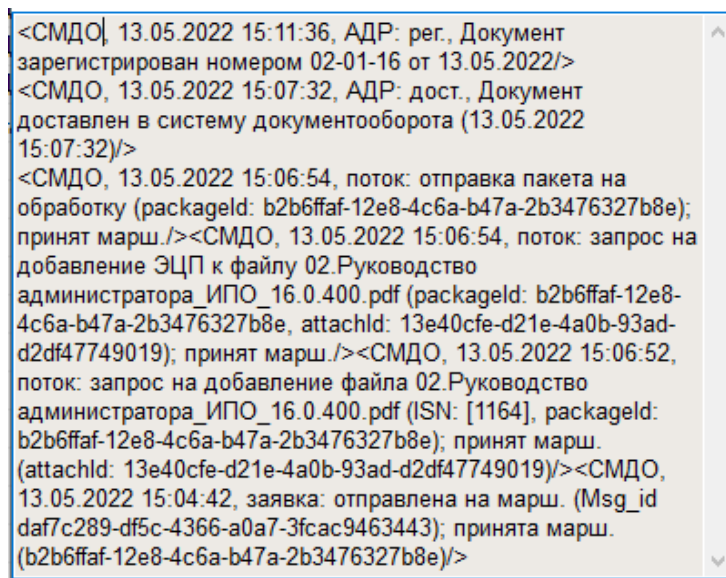 <СМДО, 13.05.2022 15:11:36, АДР: рег., Документ
зарегистрирован номером 02-01-16 от 13.05.2022/>
<СМДО, 13.05.2022 15:07:32, АДР: дост., Документ
доставлен в систему документооборота (13.05.2022
15:07:32)/>
<СМДО, 13.05.2022 15:06:54, поток: отправка пакета на
обработку (packageId: b2b6ffaf-12e8-4c6a-b47a-2b3476327b8e);
принят марш./><СМДО, 13.05.2022 15:06:54, поток: запрос на
добавление ЭЦП к файлу 02.Руководство
администратора_ИПО_16.0.400.pdf (packageId: b2b6ffaf-12e8-
4c6a-b47a-2b3476327b8e, attachId: 13e40cfe-d21e-4a0b-93ad-
d2df47749019); принят марш./><СМДО, 13.05.2022 15:06:52,
поток: запрос на добавление файла 02.Руководство
администратора_ИПО_16.0.400.pdf (ISN: [1164], packageId:
b2b6ffaf-12e8-4c6a-b47a-2b3476327b8e); принят марш.
(attachId: 13e40cfe-d21e-4a0b-93ad-d2df47749019)/><СМДО,
13.05.2022 15:04:42, заявка: отправлена на марш. (Msg_id
daf7c289-df5c-4366-a0a7-3fcac9463443); принята марш.
(b2b6ffaf-12e8-4c6a-b47a-2b3476327b8e)/>